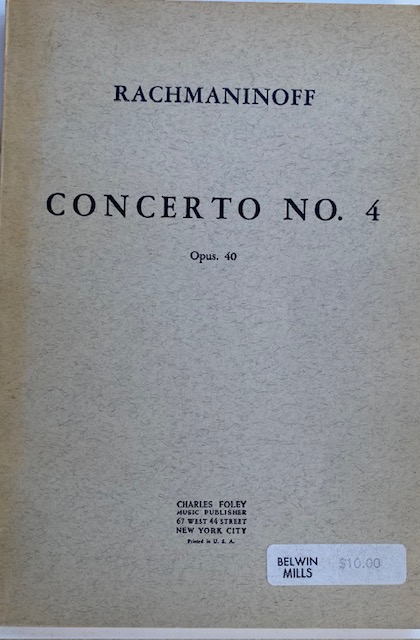 RACHMANINOFF
CONCERTO NO. 4
Opus. 40
CHARLES FOLEY
MUSIC PUBLISHER
67 WEST 44 STREET
NEW YORK CITY
Printed in U. S. A.
BELWIN $10.00
MILLS